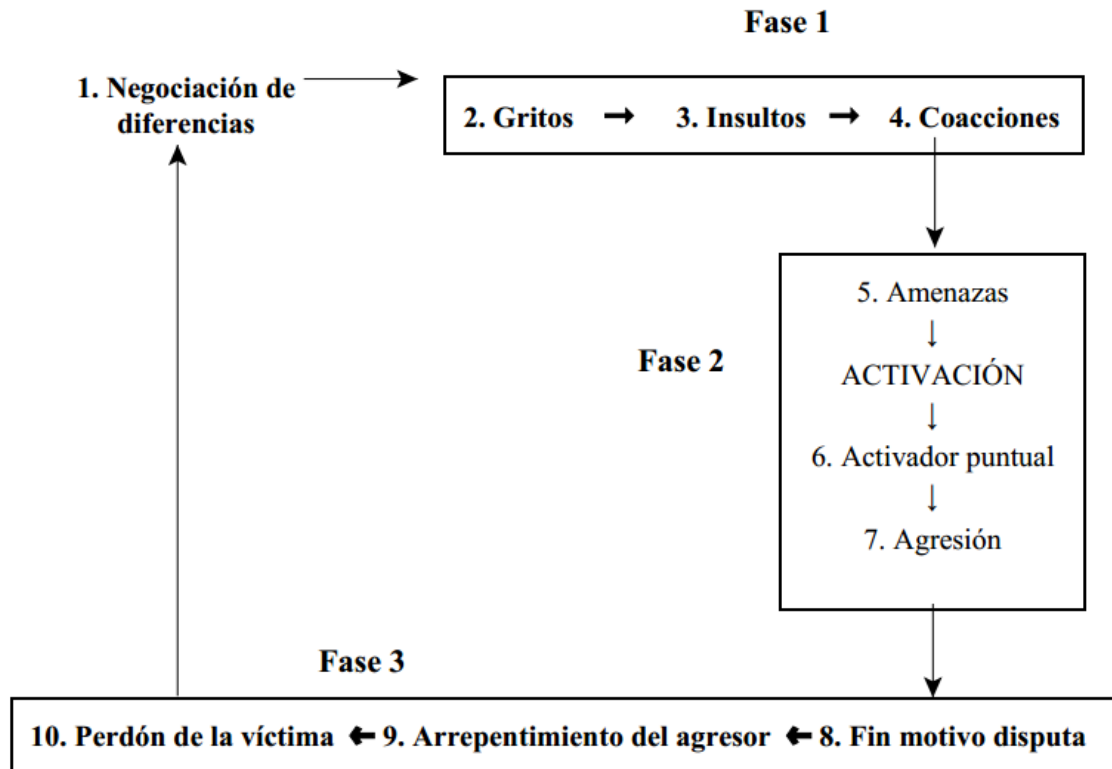 Fase 1
1. Negociación de
diferencias
2. Gritos → 3. Insultos → 4. Coacciones
5. Amenazas
↓
ACTIVACIÓN
↓
Fase 2
6. Activador puntual
↓
7. Agresión
Fase 3
10. Perdón de la víctima ← 9. Arrepentimiento del agresor ← 8. Fin motivo disputa